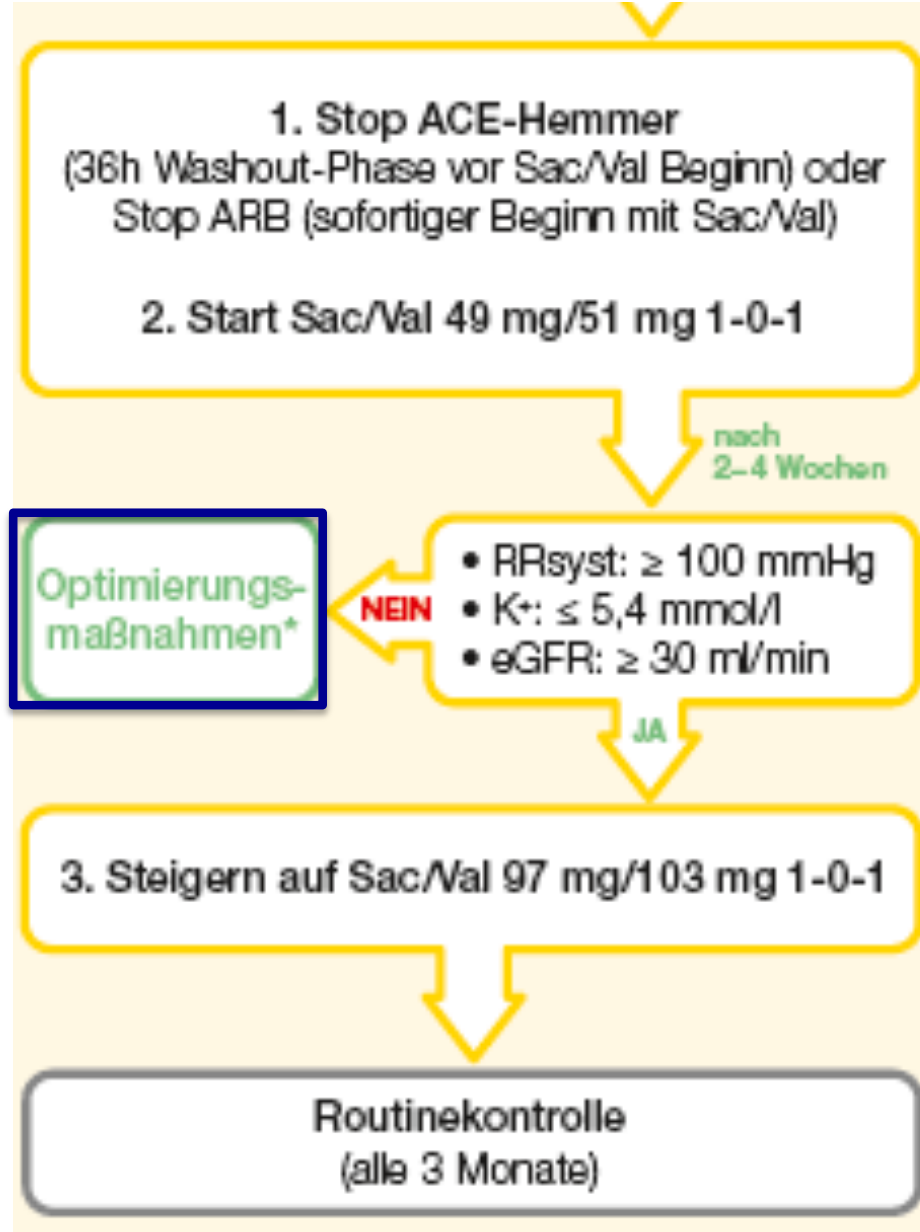 1. Stop ACE-Hemmer
(36h Washout-Phase vor Sac/Val Beginn) oder
Stop ARB (sofortiger Beginn mit Sac/Val)
2. Start Sac/Val 49 mg/51 mg 1-0-1
nach
2–4 Wochen
Optimierungs-
maßnahmen*
NEIN
• RRsyst: ≥ 100 mmHg
• K⁺: ≤ 5,4 mmol/l
• eGFR: ≥ 30 ml/min
JA
3. Steigern auf Sac/Val 97 mg/103 mg 1-0-1
Routinekontrolle
(alle 3 Monate)